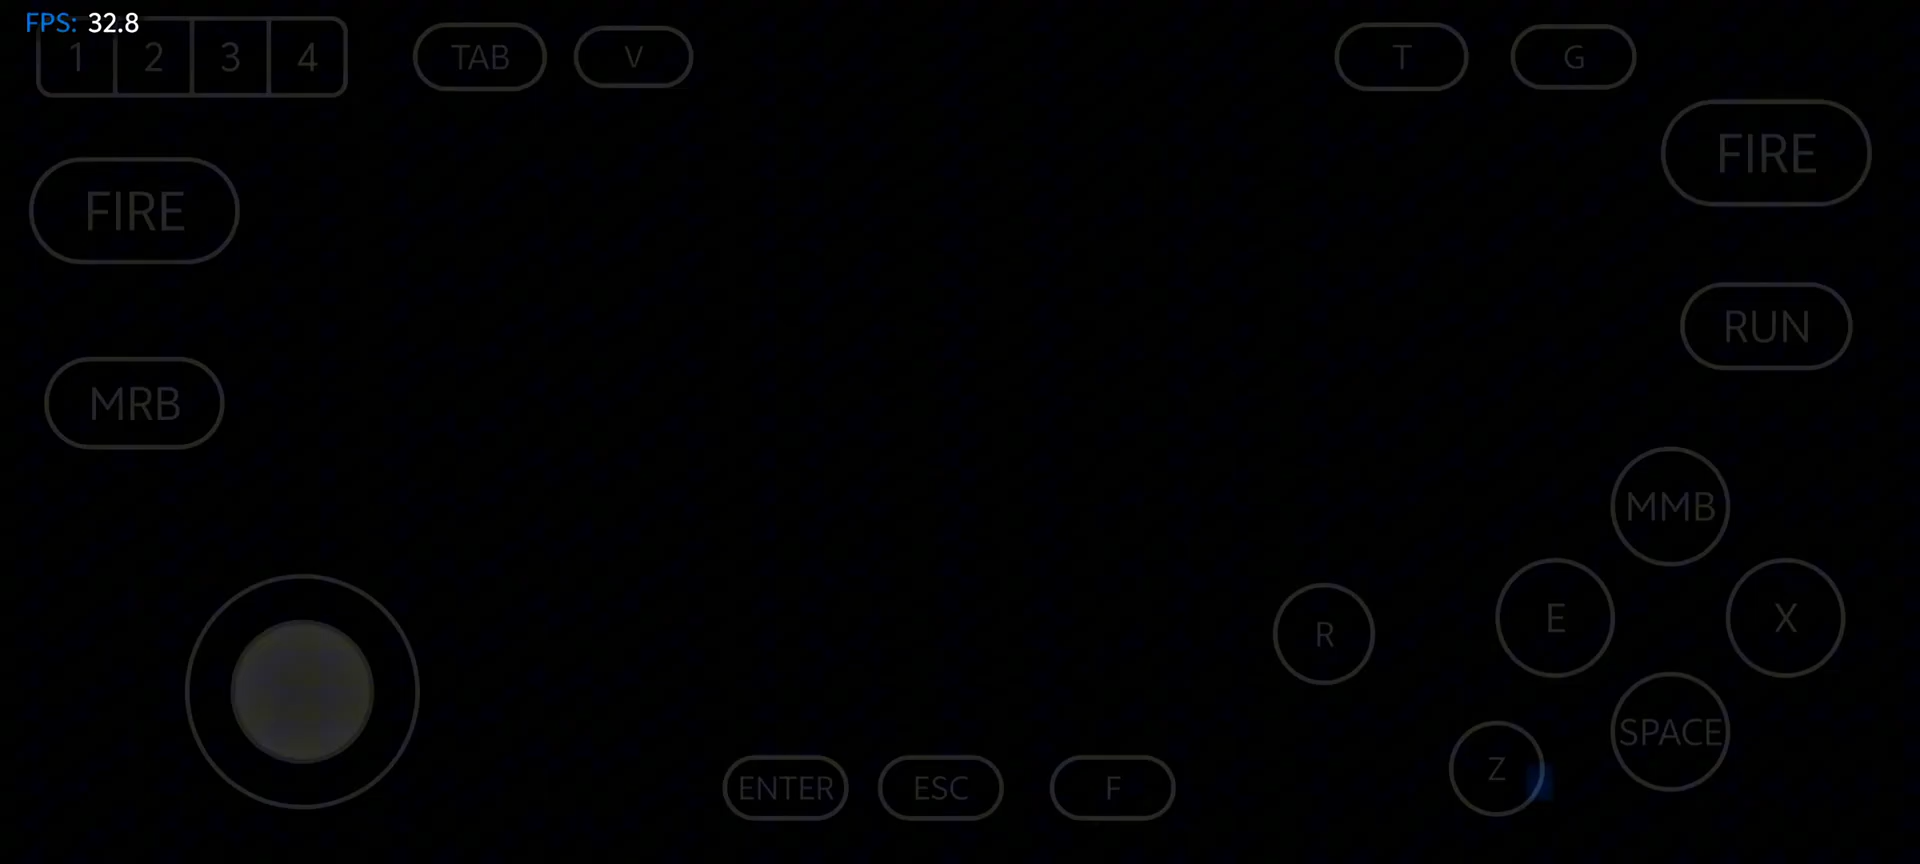 FPS: 32.8
1 2 3 4 TAB V T G
FIRE
FIRE
RUN
MRB
MMB
E X
R
SPACE
Z
ENTER ESC F